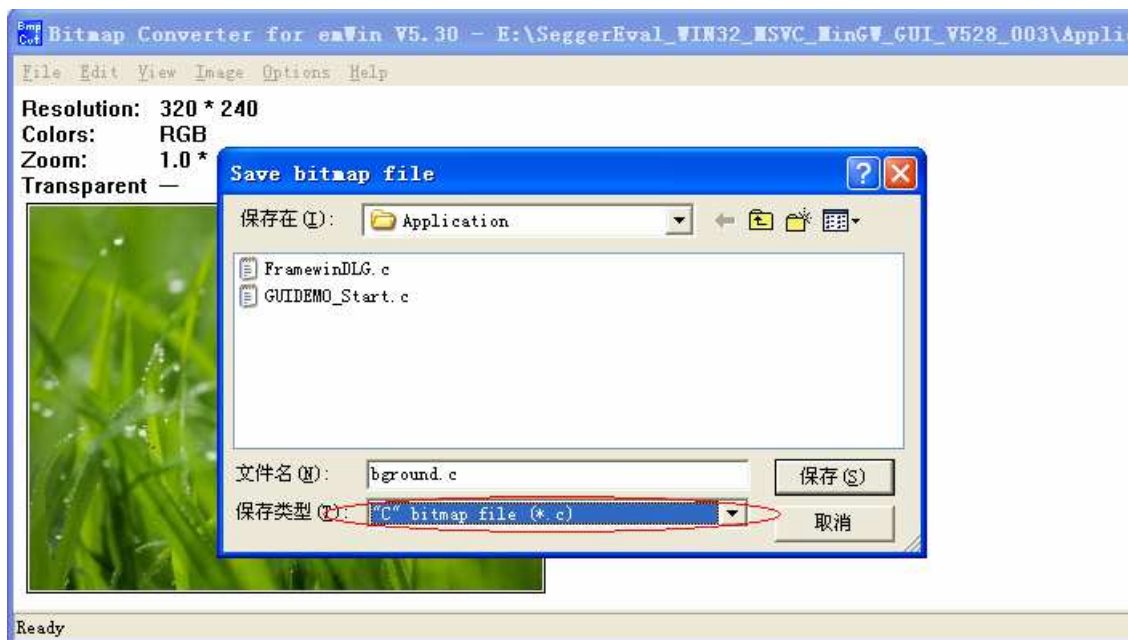 Bmp
Cvt
Bitmap Converter for emWin V5.30 - E:\SeggerEval_WIN32_MSVC_MinGW_GUI_V528_003\Appli
File Edit View Image Options Help
Resolution: 320 * 240
Colors: RGB
Zoom: 1.0 *
Transparent —
Save bitmap file
保存在(I):
Application
FramewinDLG.c
GUIDEMO_Start.c
文件名(N): bground.c 保存(S)
保存类型(T): "C" bitmap file (*.c) 取消
Ready